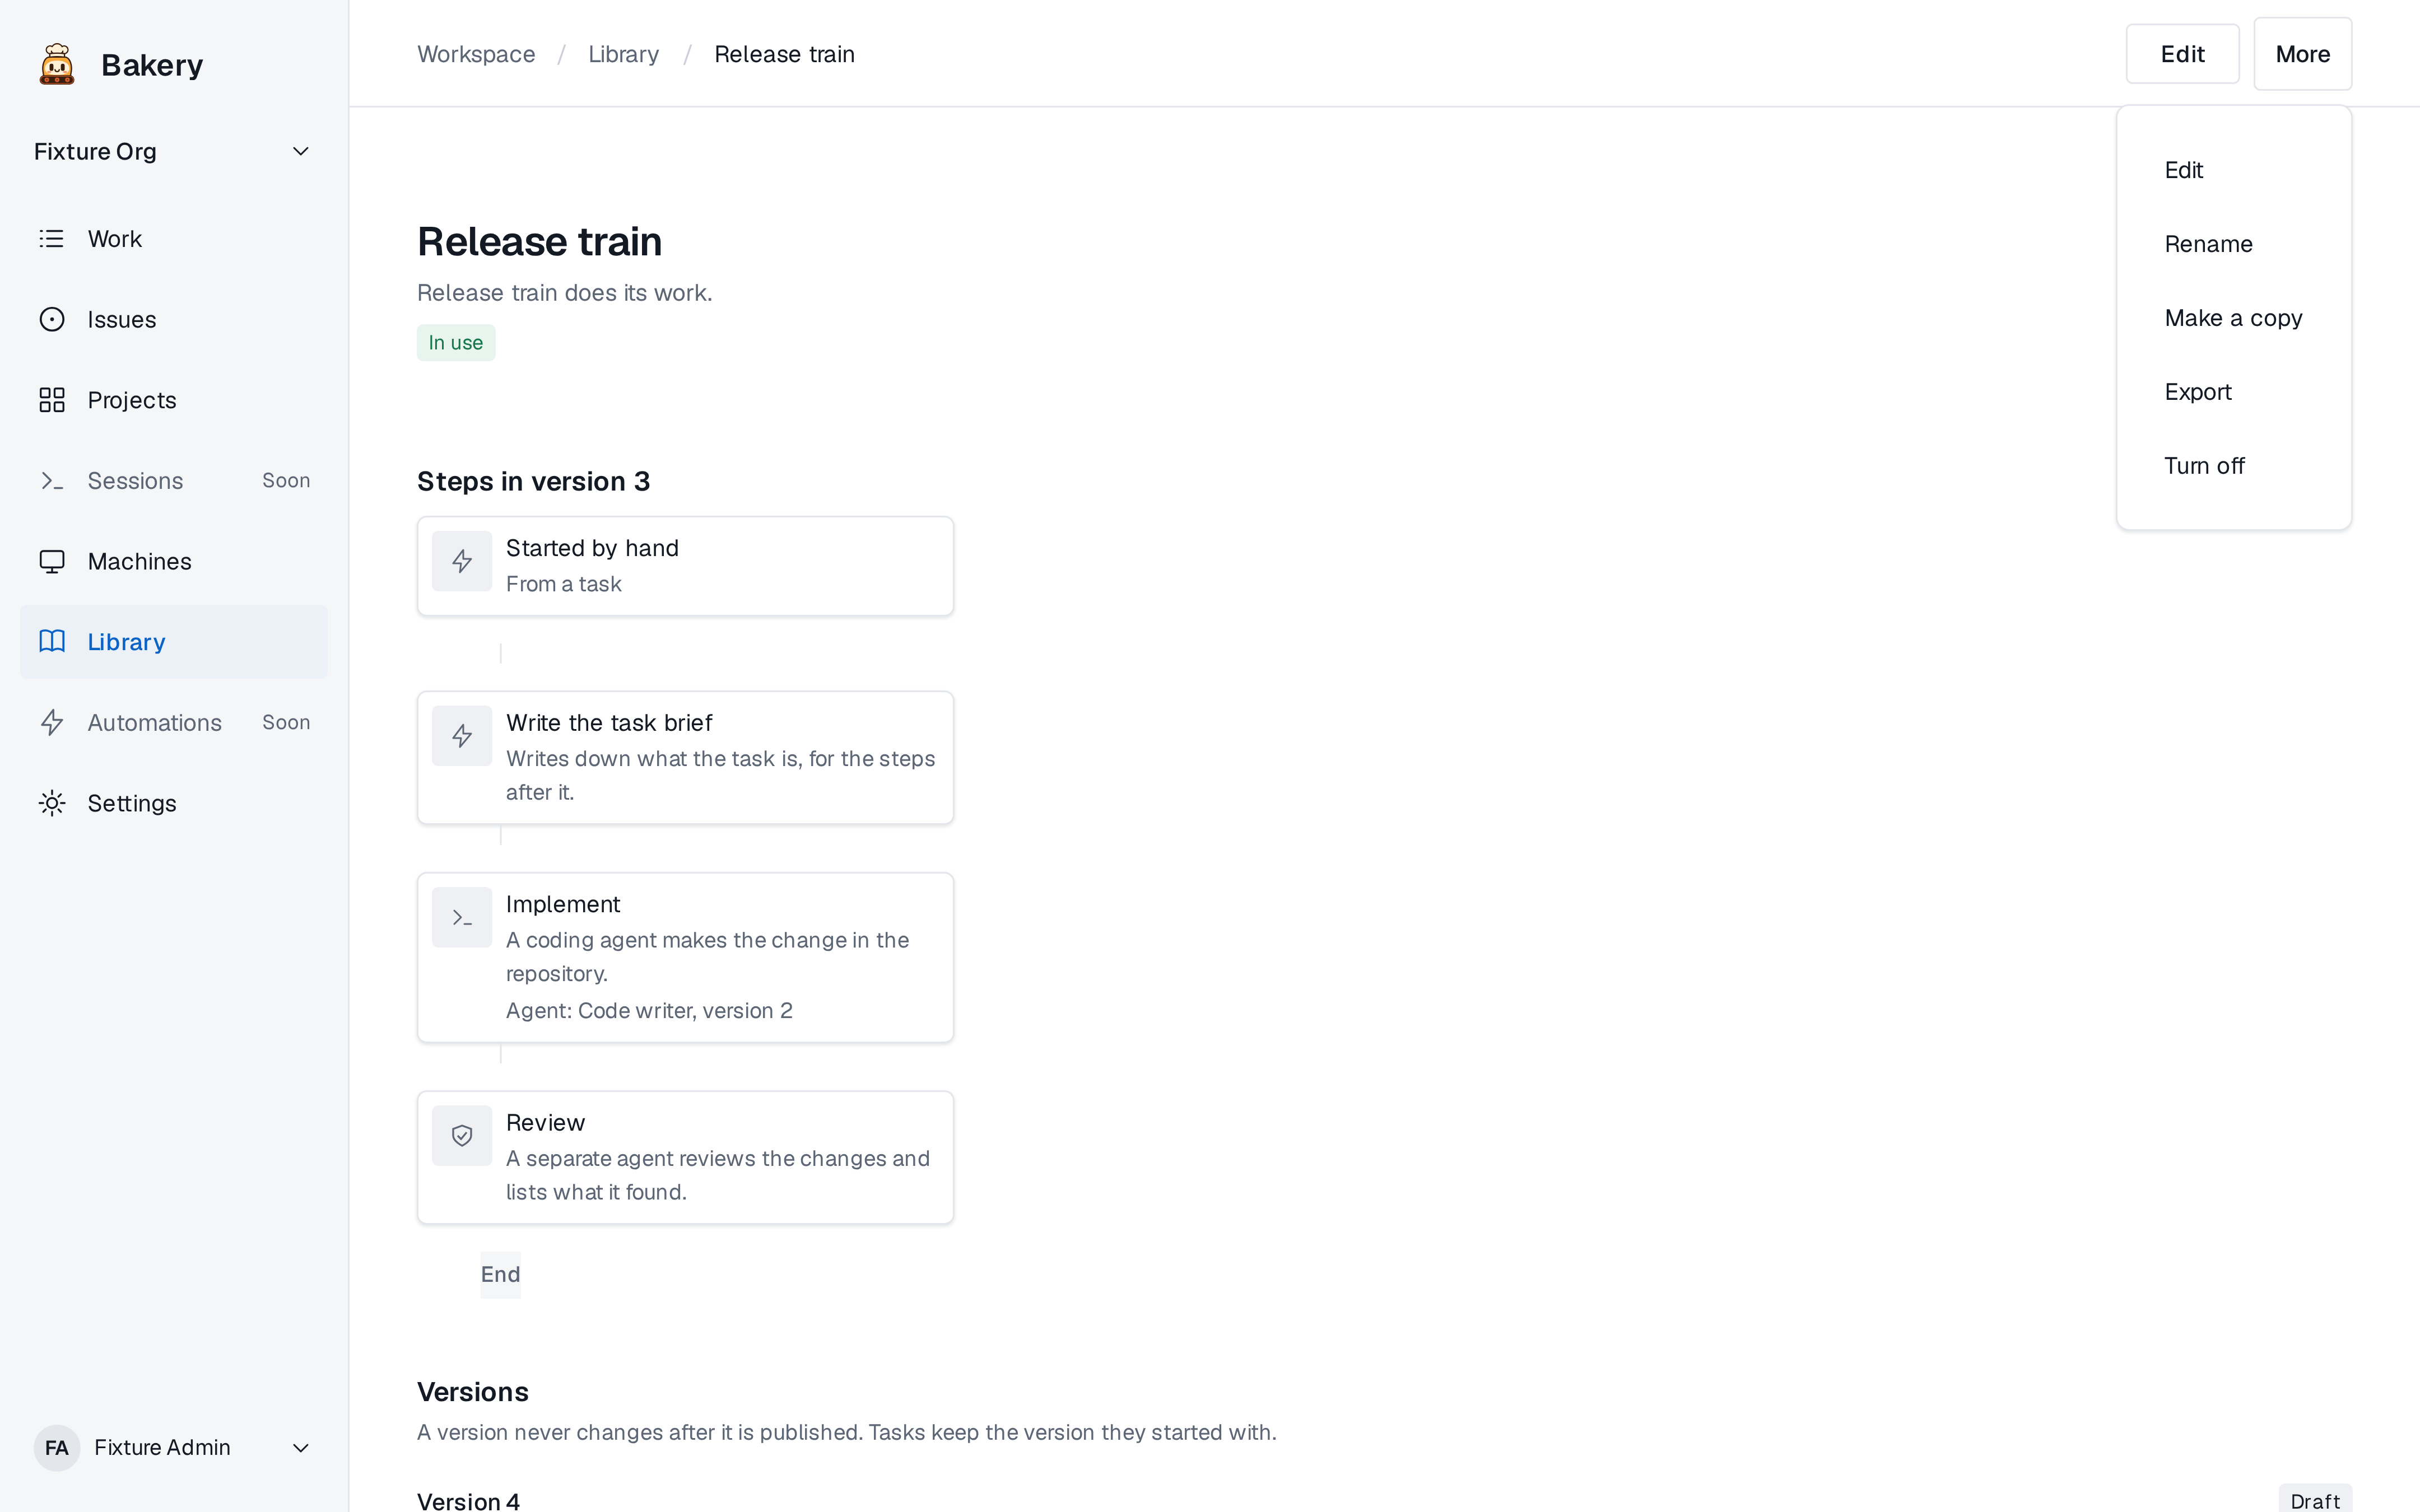 Bakery
Fixture Org
Work
Issues
Projects
Sessions Soon
Machines
Library
Automations Soon
Settings
FA Fixture Admin
Workspace / Library / Release train
Edit More
Edit
Rename
Make a copy
Export
Turn off
Release train
Release train does its work.
In use
Steps in version 3
Started by hand
From a task
Write the task brief
Writes down what the task is, for the steps
after it.
Implement
A coding agent makes the change in the
repository.
Agent: Code writer, version 2
Review
A separate agent reviews the changes and
lists what it found.
End
Versions
A version never changes after it is published. Tasks keep the version they started with.
Version 4 Draft